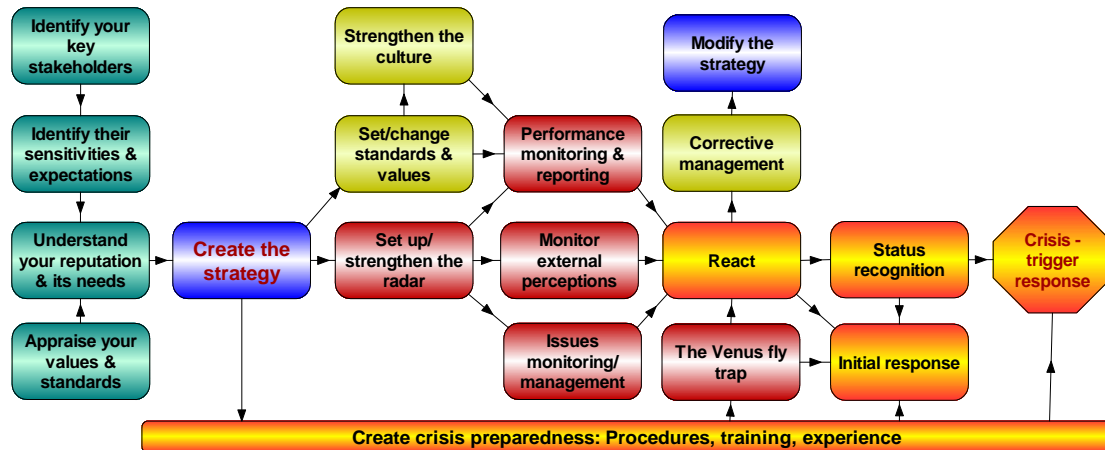 Identify your
key
stakeholders
Identify their
sensitivities &
expectations
Understand
your reputation
& its needs
Appraise your
values &
standards
Create the
strategy
Strengthen the
culture
Set/change
standards &
values
Set up/
strengthen the
radar
Performance
monitoring &
reporting
Monitor
external
perceptions
Issues
monitoring/
management
Modify the
strategy
Corrective
management
React
The Venus fly
trap
Status
recognition
Initial response
Crisis -
trigger
response
Create crisis preparedness: Procedures, training, experience